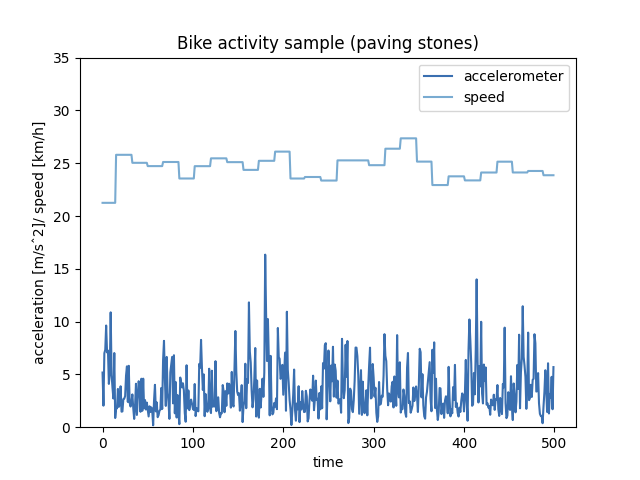 Bike activity sample (paving stones)
accelerometer
speed
acceleration [m/sˆ2]/ speed [km/h]
35
30
25
20
15
10
5
0
0 100 200 300 400 500
time